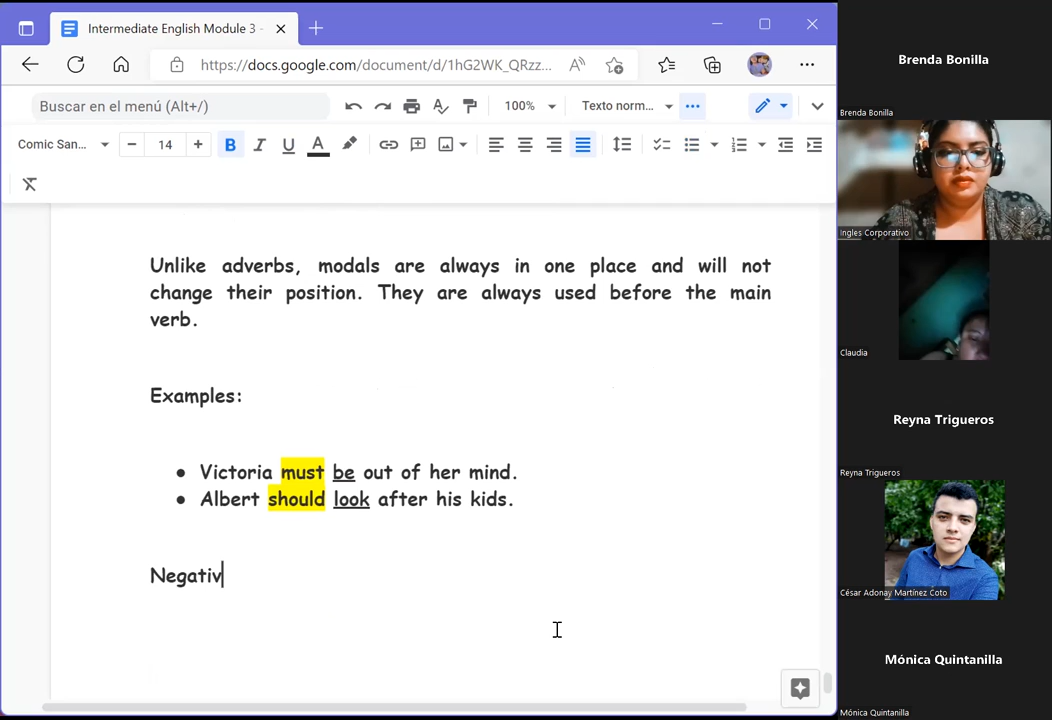 Intermediate English Module 3 -
https://docs.google.com/document/d/1hG2WK_QRzz...
Buscar en el menú (Alt+/)
100%
Texto norm...
Comic San...
14
B
I
U
A
Unlike adverbs, modals are always in one place and will not
change their position. They are always used before the main
verb.
Examples:
● Victoria must be out of her mind.
● Albert should look after his kids.
Negativ
Brenda Bonilla
Brenda Bonilla
Ingles Corporativo
Claudia
Reyna Trigueros
Reyna Trigueros
César Adonay Martínez Coto
Mónica Quintanilla
Mónica Quintanilla